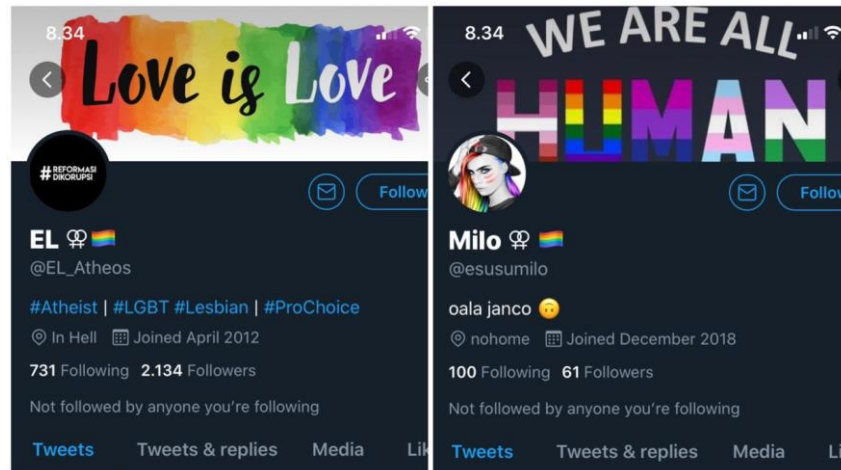 8.34
Love is Love
#REFORMASI
DIKORUPSI
Follow
EL
@EL_Atheos
#Atheist | #LGBT #Lesbian | #ProChoice
In Hell Joined April 2012
731 Following 2.134 Followers
Not followed by anyone you're following
Tweets Tweets & replies Media Lik
8.34
WE ARE ALL
HUMAN
Follow
Milo
@esusumilo
oala janco 🙃
nohome Joined December 2018
100 Following 61 Followers
Not followed by anyone you're following
Tweets Tweets & replies Media Li